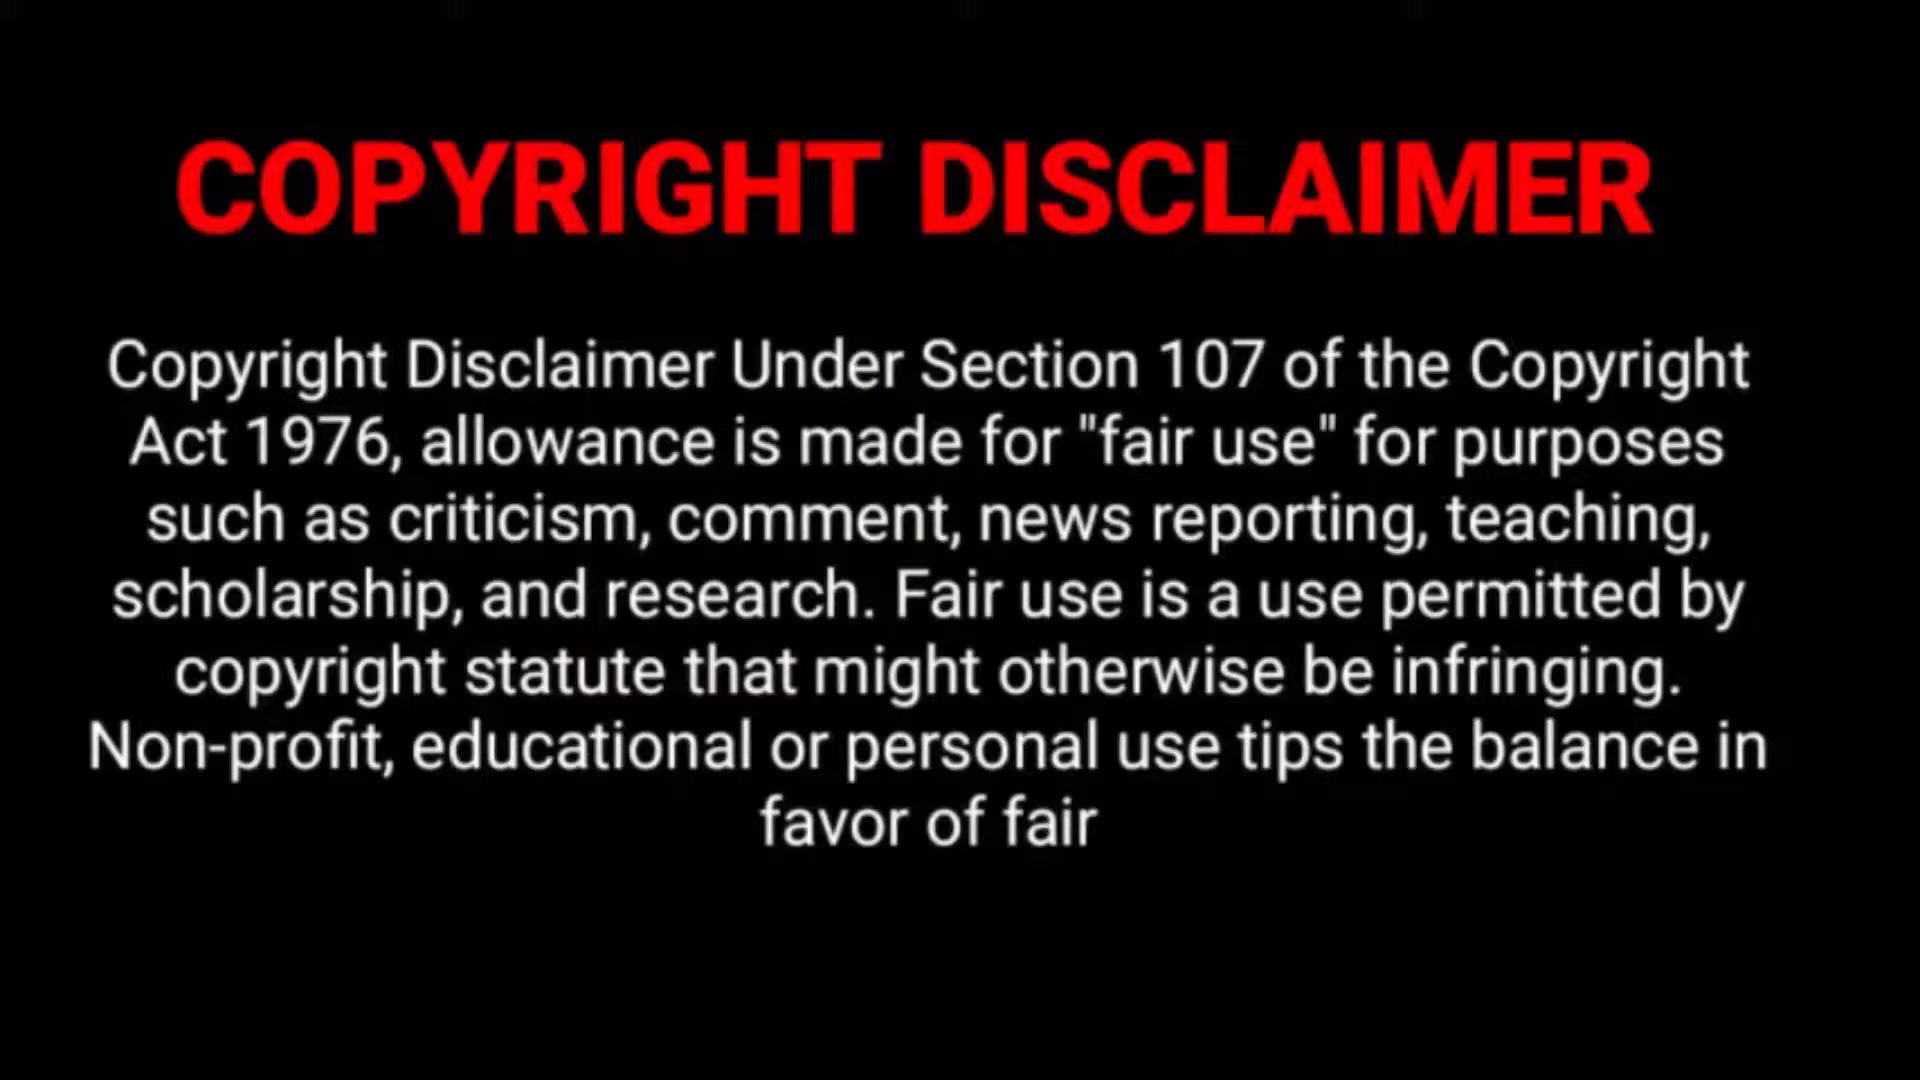 COPYRIGHT DISCLAIMER
Copyright Disclaimer Under Section 107 of the Copyright
Act 1976, allowance is made for "fair use" for purposes
such as criticism, comment, news reporting, teaching,
scholarship, and research. Fair use is a use permitted by
copyright statute that might otherwise be infringing.
Non-profit, educational or personal use tips the balance in
favor of fair